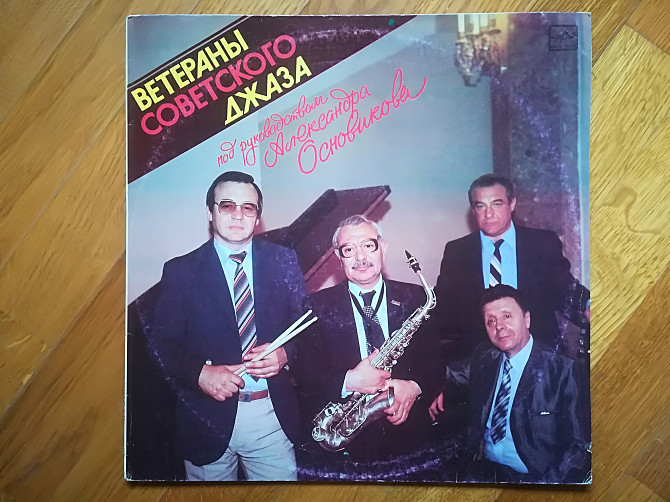 ВЕТЕРАНЫ
СОВЕТСКОГО
ДЖАЗА
под руководством
Александра
Основикова